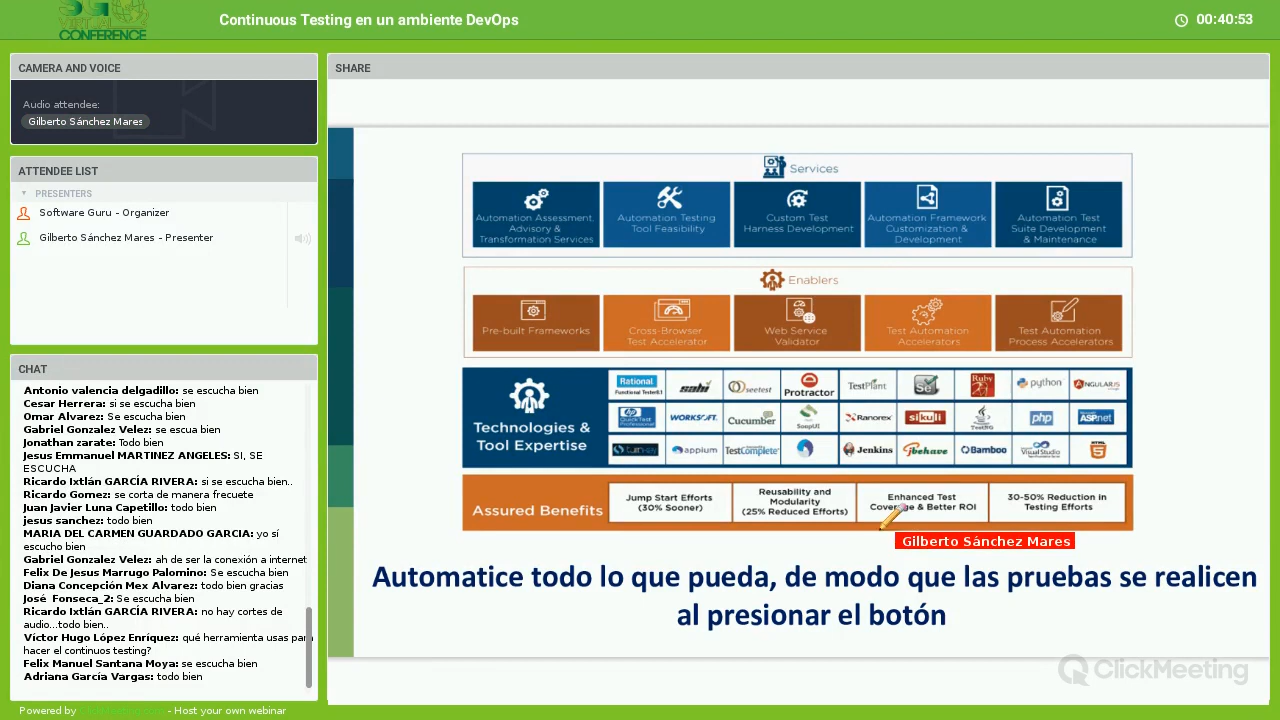 SG
VIRTUAL
CONFERENCE
Continuous Testing en un ambiente DevOps
00:40:53
CAMERA AND VOICE
Audio attendee:
Gilberto Sánchez Mares
ATTENDEE LIST
PRESENTERS
Software Guru - Organizer
Gilberto Sánchez Mares - Presenter
CHAT
Antonio valencia delgadillo: se escucha bien
Cesar Herrera: si se escucha bien
Omar Alvarez: Se escucha bien
Gabriel Gonzalez Velez: se escua bien
Jonathan zarate: Todo bien
Jesus Emmanuel MARTINEZ ANGELES: SI, SE
ESCUCHA
Ricardo Ixtlán GARCÍA RIVERA: si se escucha bien..
Ricardo Gomez: se corta de manera frecuete
Juan Javier Luna Capetillo: todo bien
jesus sanchez: todo bien
MARIA DEL CARMEN GUARDADO GARCIA: yo sí
escucho bien
Gabriel Gonzalez Velez: ah de ser la conexión a internet
Felix De Jesus Marrugo Palomino: Se escucha bien
Diana Concepción Mex Alvarez: todo bien gracias
José Fonseca_2: Se escucha bien
Ricardo Ixtlán GARCÍA RIVERA: no hay cortes de
audio...todo bien..
Víctor Hugo López Enríquez: qué herramienta usas para
hacer el continuos testing?
Felix Manuel Santana Moya: se escucha bien
Adriana García Vargas: todo bien
Powered by ClickMeeting - Host your own webinar
SHARE
Services
Automation Assessment,
Advisory &
Transformation Services
Automation Testing
Tool Feasibility
Custom Test
Harness Development
Automation Framework
Customization &
Development
Automation Test
Suite Development
& Maintenance
Enablers
Pre-built Frameworks
Cross-Browser
Test Accelerator
Web Service
Validator
Test Automation
Accelerators
Test Automation
Process Accelerators
Technologies &
Tool Expertise
Rational
sahi
seetest
Protractor
TestPlant
Se
Ruby
python
ANGULARJS
WORKSOFT
Cucumber
SoapUI
Ranorex
sikuli
TestNG
php
ASP.net
appium
TestComplete
Jenkins
behave
Bamboo
Visual Studio
HTML
5
Assured Benefits
Jump Start Efforts
(30% Sooner)
Reusability and
Modularity
(25% Reduced Efforts)
Enhanced Test
Coverage & Better ROI
30-50% Reduction in
Testing Efforts
Gilberto Sánchez Mares
Automatice todo lo que pueda, de modo que las pruebas se realicen
al presionar el botón
ClickMeeting